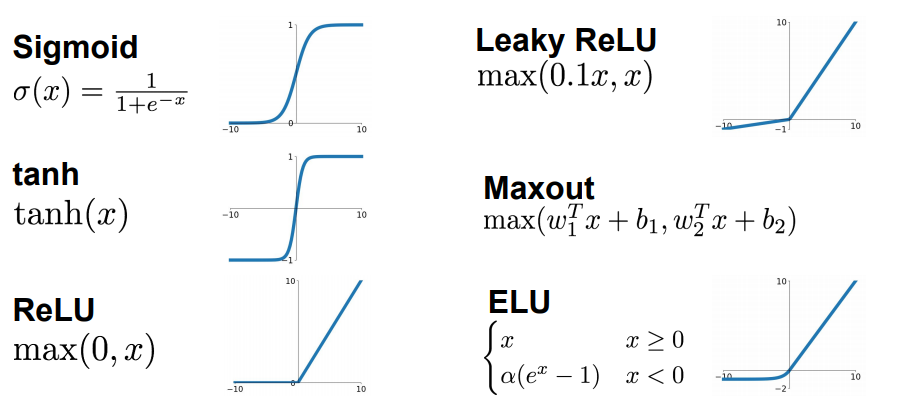 Sigmoid
σ(x) = 1/(1+e^{-x})
1
0
-10
10
tanh
tanh(x)
1
-10
10
-1
ReLU
max(0, x)
10
0
-10
10
Leaky ReLU
max(0.1x, x)
10
-10
-1
10
Maxout
max(w_1^T x + b_1, w_2^T x + b_2)
ELU
{ x x ≥ 0
α(e^x − 1) x < 0
10
-10
-2
10